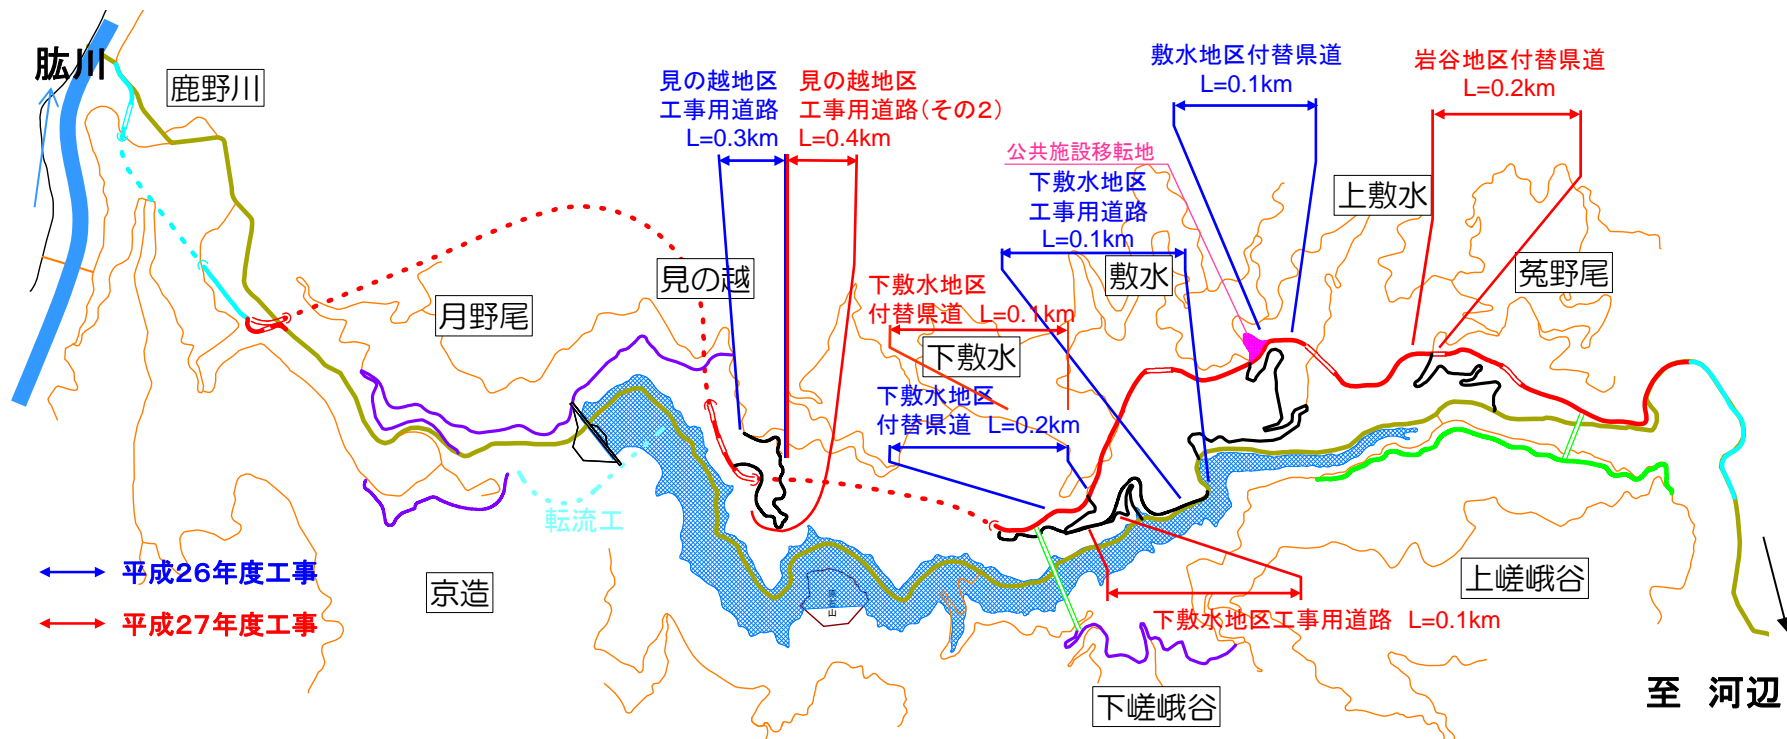 肱川
鹿野川
見の越地区
工事用道路
L=0.3km
見の越地区
工事用道路(その2)
L=0.4km
敷水地区付替県道
L=0.1km
岩谷地区付替県道
L=0.2km
公共施設移転地
下敷水地区
工事用道路
L=0.1km
上敷水
見の越
敷水
菟野尾
月野尾
下敷水地区
付替県道 L=0.1km
下敷水
下敷水地区
付替県道 L=0.2km
転流工
平成26年度工事
平成27年度工事
京造
上嵯峨谷
下敷水地区工事用道路 L=0.1km
下嵯峨谷
至 河辺